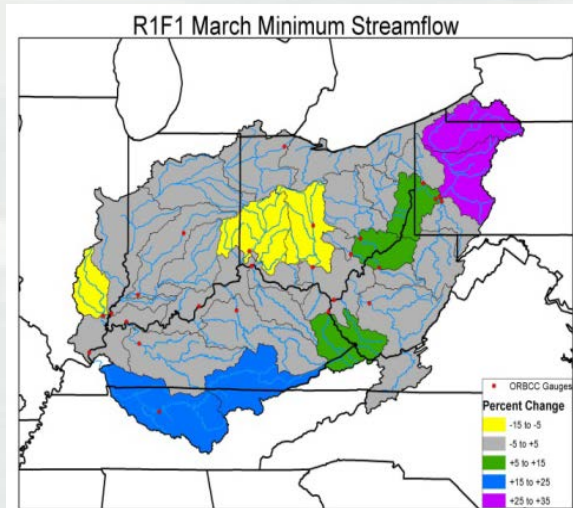 R1F1 March Minimum Streamflow
ORBCC Gauges
Percent Change
-15 to -5
-5 to +5
+5 to +15
+15 to +25
+25 to +35